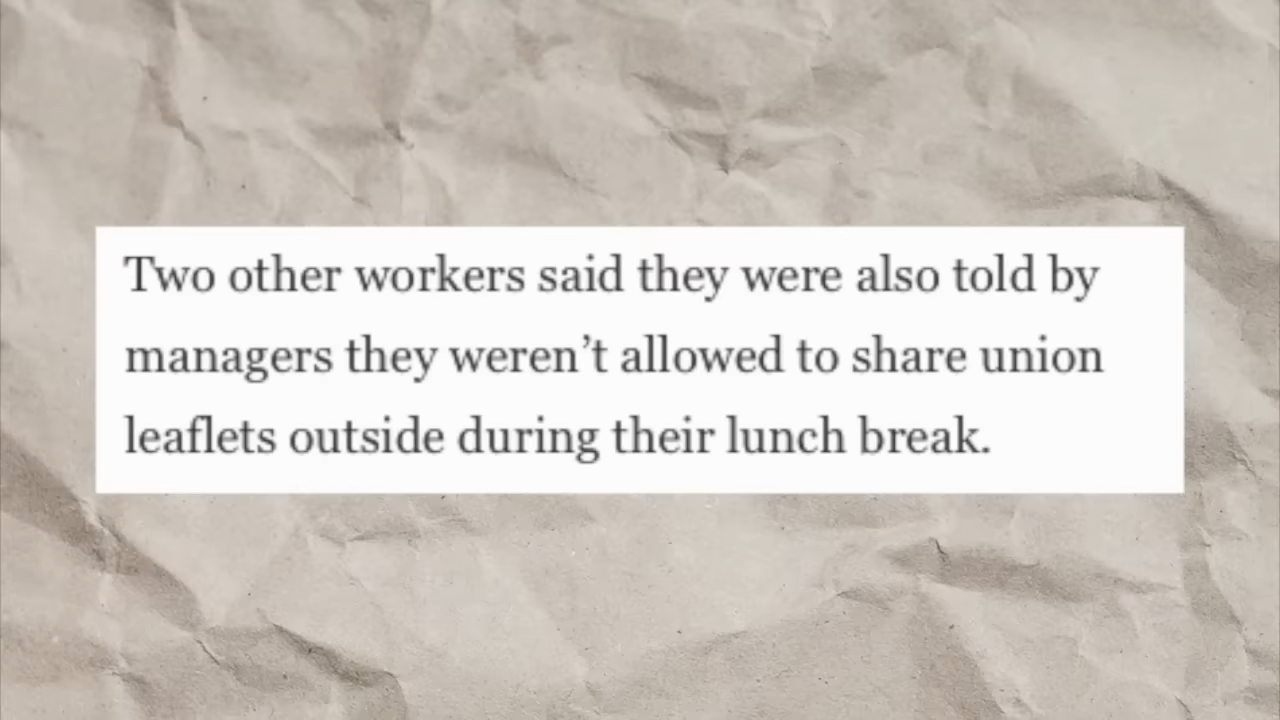 Two other workers said they were also told by
managers they weren’t allowed to share union
leaflets outside during their lunch break.